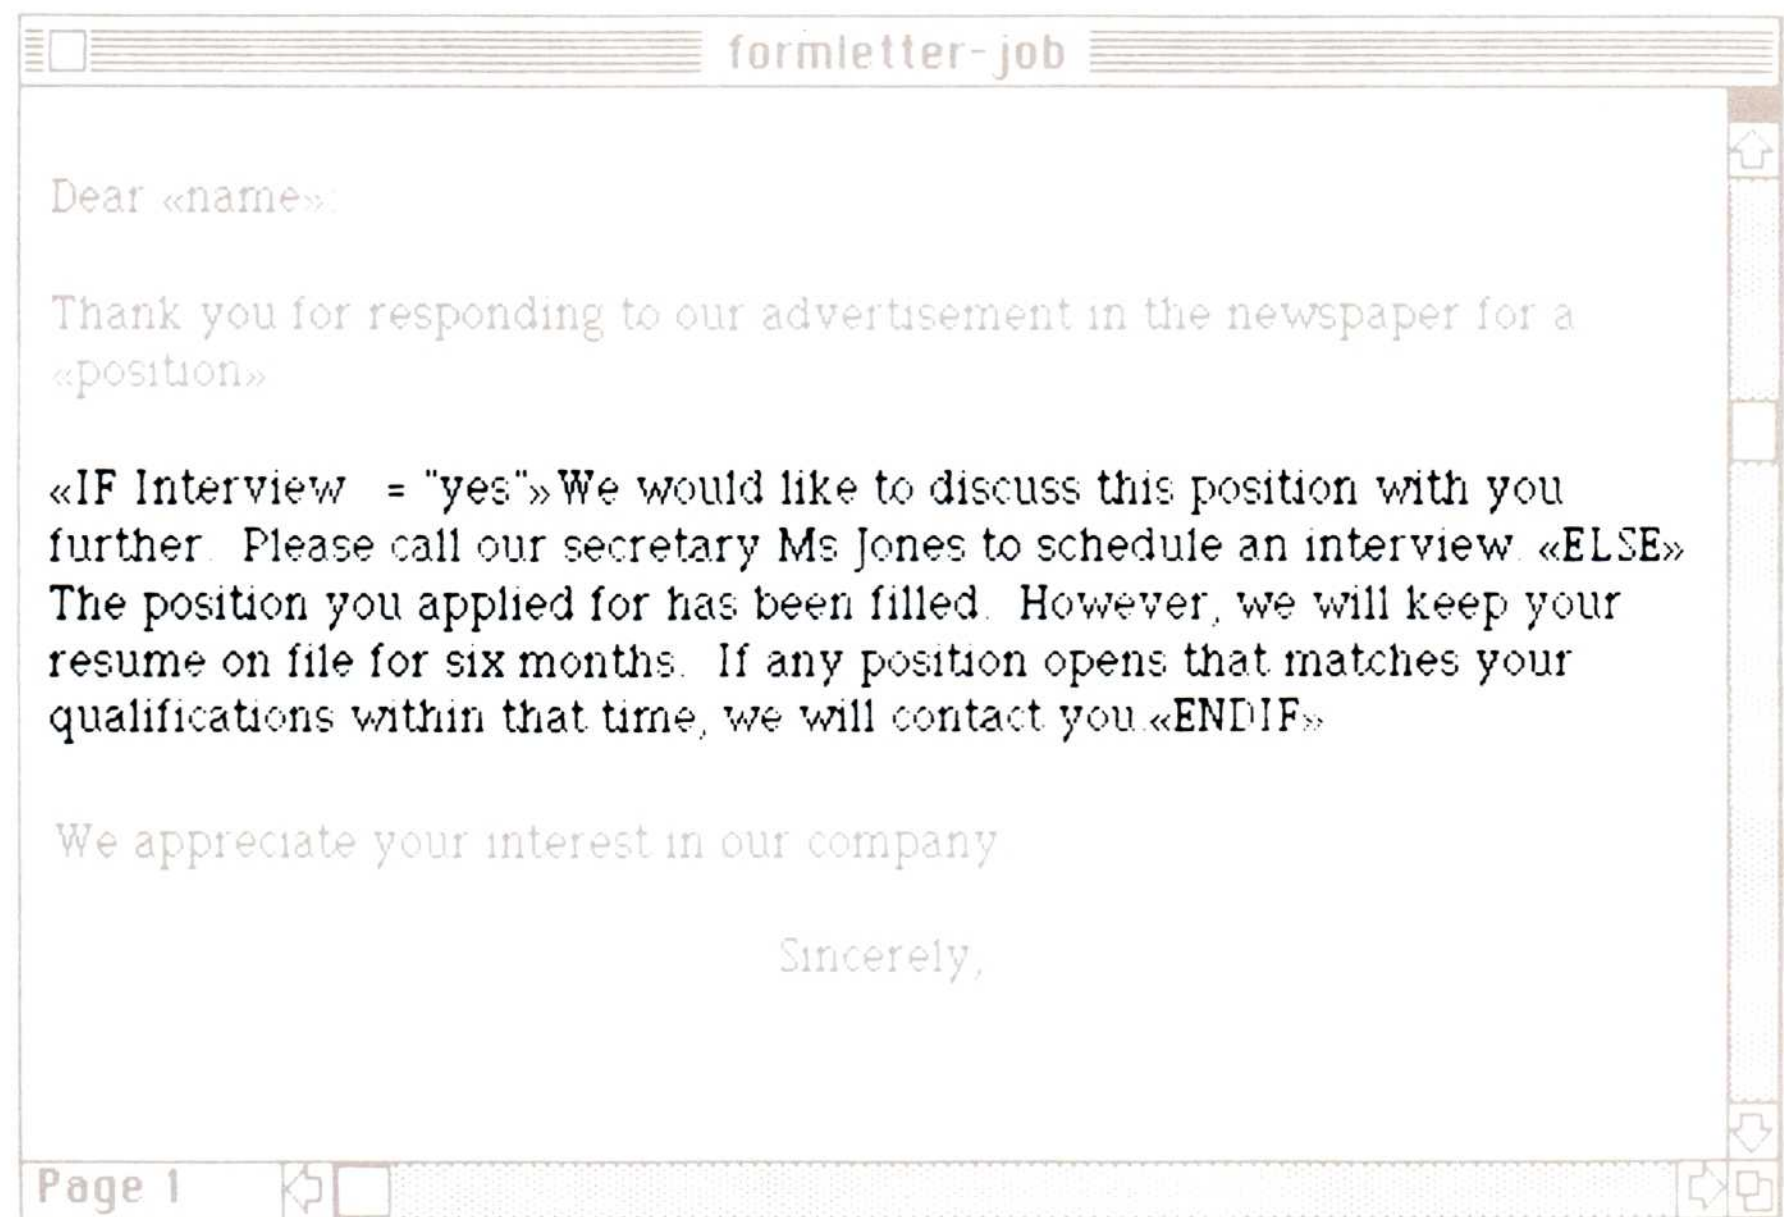 formletter-job
Dear «name»:
Thank you for responding to our advertisement in the newspaper for a
«position»
«IF Interview = "yes"»We would like to discuss this position with you
further. Please call our secretary Ms Jones to schedule an interview. «ELSE»
The position you applied for has been filled. However, we will keep your
resume on file for six months. If any position opens that matches your
qualifications within that time, we will contact you.«ENDIF»
We appreciate your interest in our company
Sincerely,
Page 1